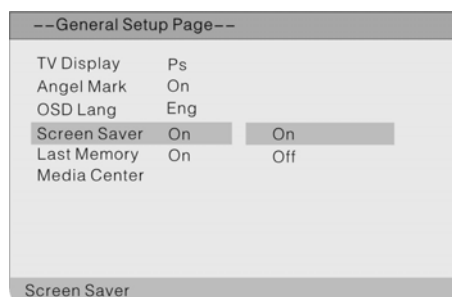 --General Setup Page--
TV Display Ps
Angel Mark On
OSD Lang Eng
Screen Saver On On
Last Memory On Off
Media Center
Screen Saver